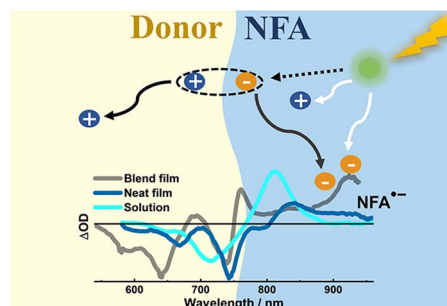 Donor NFA
+ -
+
+
-
-
Blend film
Neat film
Solution
NFA•−
ΔOD
600 700 800 900
Wavelength / nm